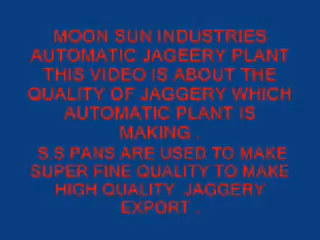 MOON SUN INDUSTRIES
AUTOMATIC JAGEERY PLANT
THIS VIDEO IS ABOUT THE
QUALITY OF JAGGERY WHICH
AUTOMATIC PLANT IS
MAKING .
S.S PANS ARE USED TO MAKE
SUPER FINE QUALITY TO MAKE
HIGH QUALITY JAGGERY
EXPORT .